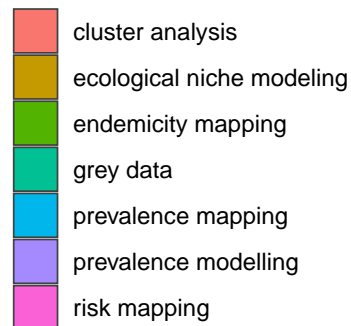 cluster analysis
ecological niche modeling
endemicity mapping
grey data
prevalence mapping
prevalence modelling
risk mapping